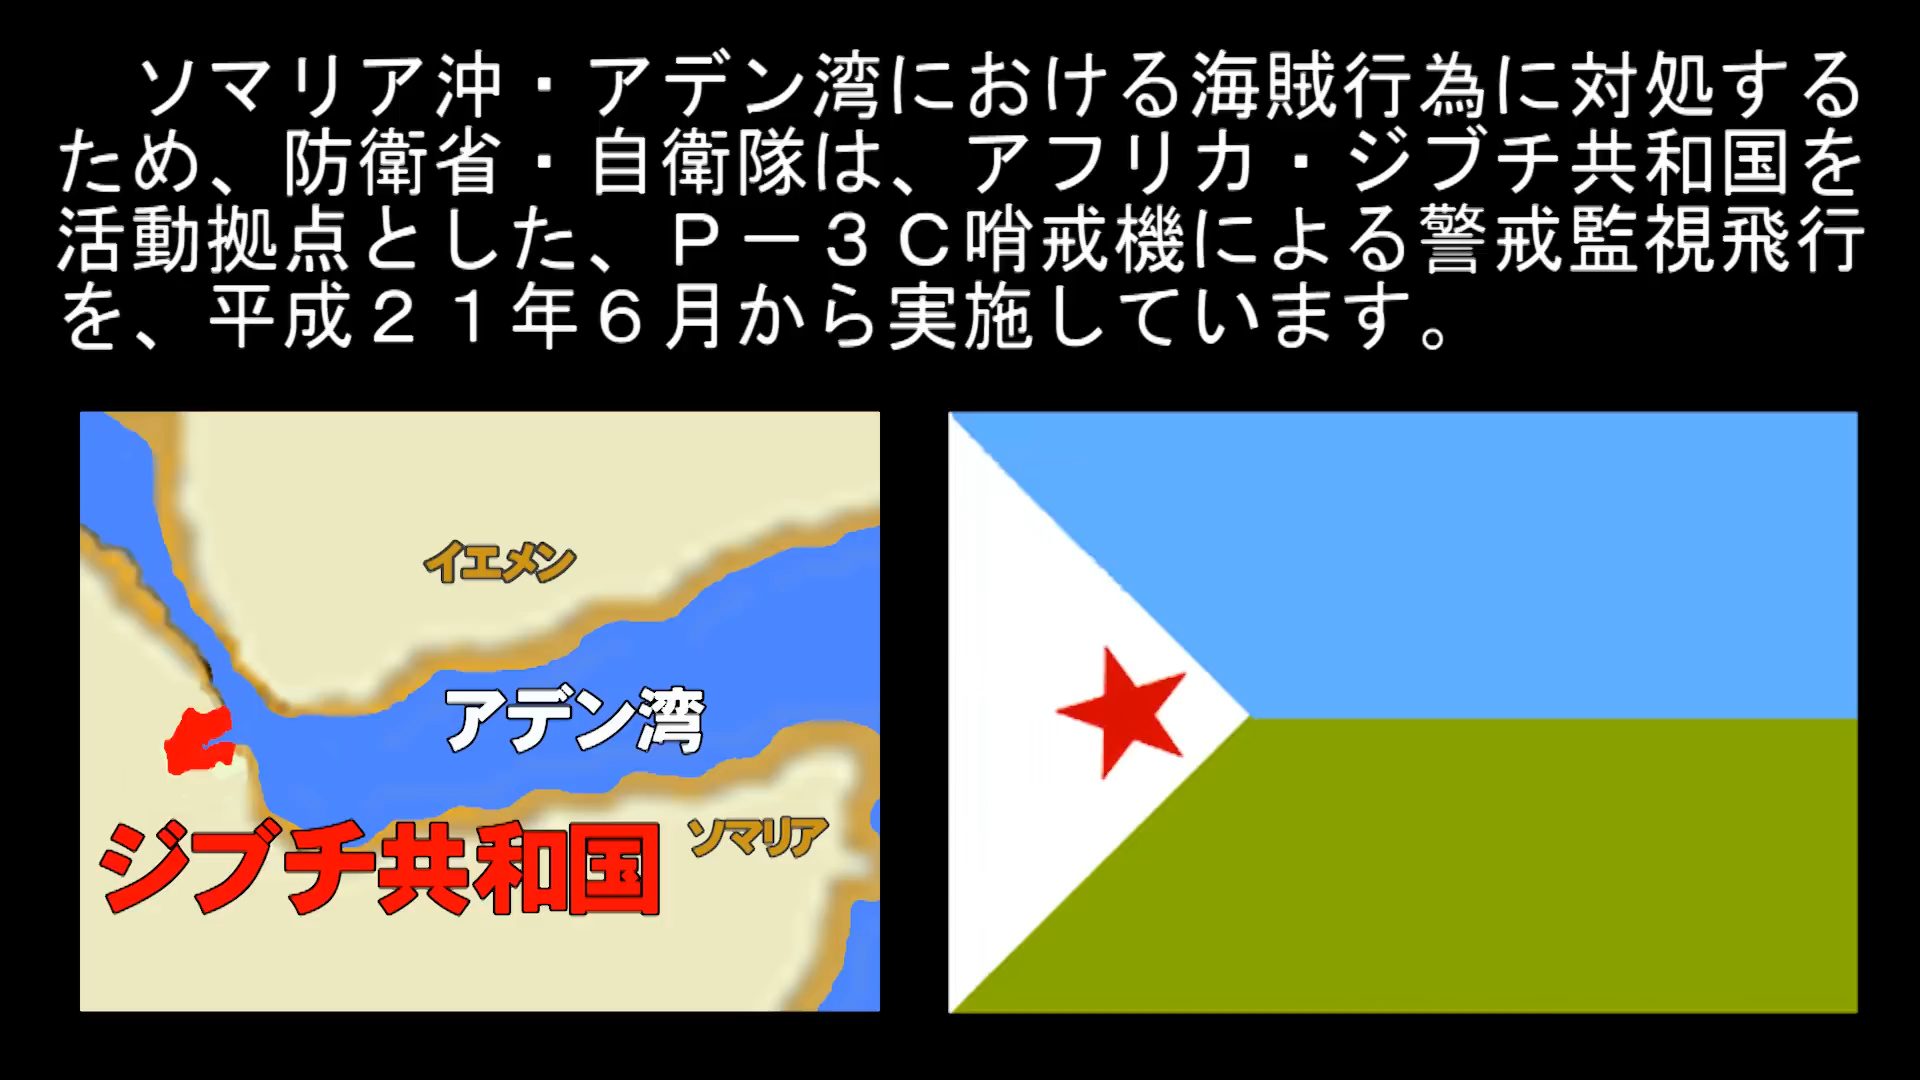 ソマリア沖・アデン湾における海賊行為に対処する
ため、防衛省・自衛隊は、アフリカ・ジブチ共和国を
活動拠点とした、Ｐ－３Ｃ哨戒機による警戒監視飛行
を、平成２１年６月から実施しています。
イエメン
アデン湾
ソマリア
ジブチ共和国